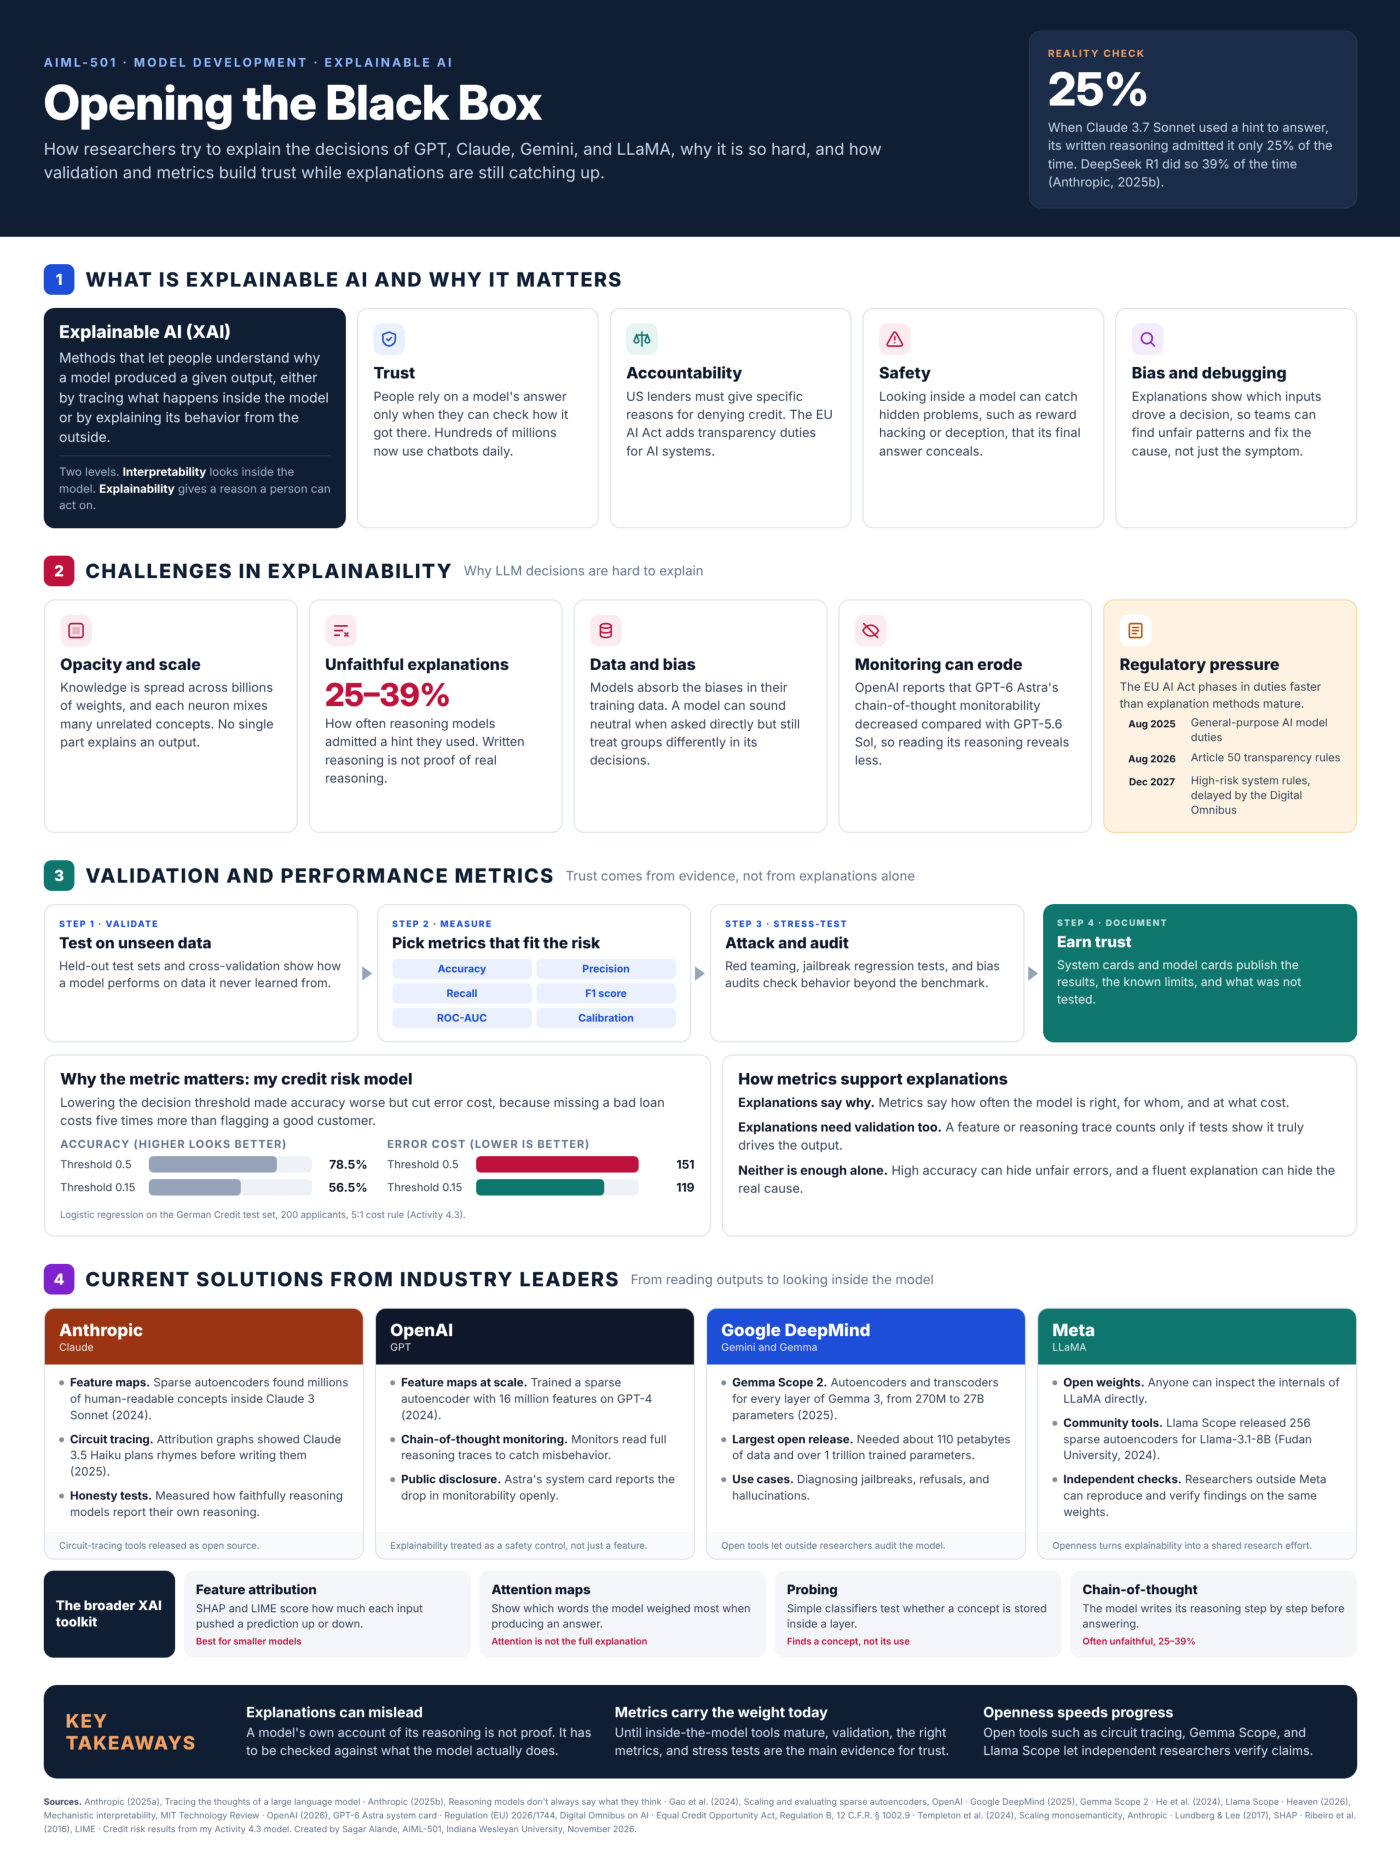 AIML-501 · MODEL DEVELOPMENT · EXPLAINABLE AI
Opening the Black Box
How researchers try to explain the decisions of GPT, Claude, Gemini, and LLaMA, why it is so hard, and how
validation and metrics build trust while explanations are still catching up.
REALITY CHECK
25%
When Claude 3.7 Sonnet used a hint to answer,
its written reasoning admitted it only 25% of the
time. DeepSeek R1 did so 39% of the time
(Anthropic, 2025b).
1 WHAT IS EXPLAINABLE AI AND WHY IT MATTERS
Explainable AI (XAI)
Methods that let people understand why
a model produced a given output, either
by tracing what happens inside the model
or by explaining its behavior from the
outside.
Two levels. Interpretability looks inside the
model. Explainability gives a reason a person can
act on.
Trust
People rely on a model's answer
only when they can check how it
got there. Hundreds of millions
now use chatbots daily.
Accountability
US lenders must give specific
reasons for denying credit. The EU
AI Act adds transparency duties
for AI systems.
Safety
Looking inside a model can catch
hidden problems, such as reward
hacking or deception, that its final
answer conceals.
Bias and debugging
Explanations show which inputs
drove a decision, so teams can
find unfair patterns and fix the
cause, not just the symptom.
2 CHALLENGES IN EXPLAINABILITY Why LLM decisions are hard to explain
Opacity and scale
Knowledge is spread across billions
of weights, and each neuron mixes
many unrelated concepts. No single
part explains an output.
Unfaithful explanations
25–39%
How often reasoning models
admitted a hint they used. Written
reasoning is not proof of real
reasoning.
Data and bias
Models absorb the biases in their
training data. A model can sound
neutral when asked directly but still
treat groups differently in its
decisions.
Monitoring can erode
OpenAI reports that GPT-6 Astra's
chain-of-thought monitorability
decreased compared with GPT-5.6
Sol, so reading its reasoning reveals
less.
Regulatory pressure
The EU AI Act phases in duties faster
than explanation methods mature.
Aug 2025 General-purpose AI model
duties
Aug 2026 Article 50 transparency rules
Dec 2027 High-risk system rules,
delayed by the Digital
Omnibus
3 VALIDATION AND PERFORMANCE METRICS Trust comes from evidence, not from explanations alone
STEP 1 · VALIDATE
Test on unseen data
Held-out test sets and cross-validation show how
a model performs on data it never learned from.
STEP 2 · MEASURE
Pick metrics that fit the risk
Accuracy Precision
Recall F1 score
ROC-AUC Calibration
STEP 3 · STRESS-TEST
Attack and audit
Red teaming, jailbreak regression tests, and bias
audits check behavior beyond the benchmark.
STEP 4 · DOCUMENT
Earn trust
System cards and model cards publish the
results, the known limits, and what was not
tested.
Why the metric matters: my credit risk model
Lowering the decision threshold made accuracy worse but cut error cost, because missing a bad loan
costs five times more than flagging a good customer.
ACCURACY (HIGHER LOOKS BETTER)
Threshold 0.5 78.5%
Threshold 0.15 56.5%
ERROR COST (LOWER IS BETTER)
Threshold 0.5 151
Threshold 0.15 119
Logistic regression on the German Credit test set, 200 applicants, 5:1 cost rule (Activity 4.3).
How metrics support explanations
Explanations say why. Metrics say how often the model is right, for whom, and at what cost.
Explanations need validation too. A feature or reasoning trace counts only if tests show it truly
drives the output.
Neither is enough alone. High accuracy can hide unfair errors, and a fluent explanation can hide the
real cause.
4 CURRENT SOLUTIONS FROM INDUSTRY LEADERS From reading outputs to looking inside the model
Anthropic
Claude
Feature maps. Sparse autoencoders found millions
of human-readable concepts inside Claude 3
Sonnet (2024).
Circuit tracing. Attribution graphs showed Claude
3.5 Haiku plans rhymes before writing them
(2025).
Honesty tests. Measured how faithfully reasoning
models report their own reasoning.
Circuit-tracing tools released as open source.
OpenAI
GPT
Feature maps at scale. Trained a sparse
autoencoder with 16 million features on GPT-4
(2024).
Chain-of-thought monitoring. Monitors read full
reasoning traces to catch misbehavior.
Public disclosure. Astra's system card reports the
drop in monitorability openly.
Explainability treated as a safety control, not just a feature.
Google DeepMind
Gemini and Gemma
Gemma Scope 2. Autoencoders and transcoders
for every layer of Gemma 3, from 270M to 27B
parameters (2025).
Largest open release. Needed about 110 petabytes
of data and over 1 trillion trained parameters.
Use cases. Diagnosing jailbreaks, refusals, and
hallucinations.
Open tools let outside researchers audit the model.
Meta
LLaMA
Open weights. Anyone can inspect the internals of
LLaMA directly.
Community tools. Llama Scope released 256
sparse autoencoders for Llama-3.1-8B (Fudan
University, 2024).
Independent checks. Researchers outside Meta
can reproduce and verify findings on the same
weights.
Openness turns explainability into a shared research effort.
The broader XAI
toolkit
Feature attribution
SHAP and LIME score how much each input
pushed a prediction up or down.
Best for smaller models
Attention maps
Show which words the model weighed most when
producing an answer.
Attention is not the full explanation
Probing
Simple classifiers test whether a concept is stored
inside a layer.
Finds a concept, not its use
Chain-of-thought
The model writes its reasoning step by step before
answering.
Often unfaithful, 25–39%
KEY
TAKEAWAYS
Explanations can mislead
A model's own account of its reasoning is not proof. It has
to be checked against what the model actually does.
Metrics carry the weight today
Until inside-the-model tools mature, validation, the right
metrics, and stress tests are the main evidence for trust.
Openness speeds progress
Open tools such as circuit tracing, Gemma Scope, and
Llama Scope let independent researchers verify claims.
Sources. Anthropic (2025a), Tracing the thoughts of a large language model · Anthropic (2025b), Reasoning models don't always say what they think · Gao et al. (2024), Scaling and evaluating sparse autoencoders, OpenAI · Google DeepMind (2025), Gemma Scope 2 · He et al. (2024), Llama Scope · Heaven (2026),
Mechanistic interpretability, MIT Technology Review · OpenAI (2026), GPT-6 Astra system card · Regulation (EU) 2026/1744, Digital Omnibus on AI · Equal Credit Opportunity Act, Regulation B, 12 C.F.R. § 1002.9 · Templeton et al. (2024), Scaling monosemanticity, Anthropic · Lundberg & Lee (2017), SHAP · Ribeiro et al.
(2016), LIME · Credit risk results from my Activity 4.3 model. Created by Sagar Alande, AIML-501, Indiana Wesleyan University, November 2026.